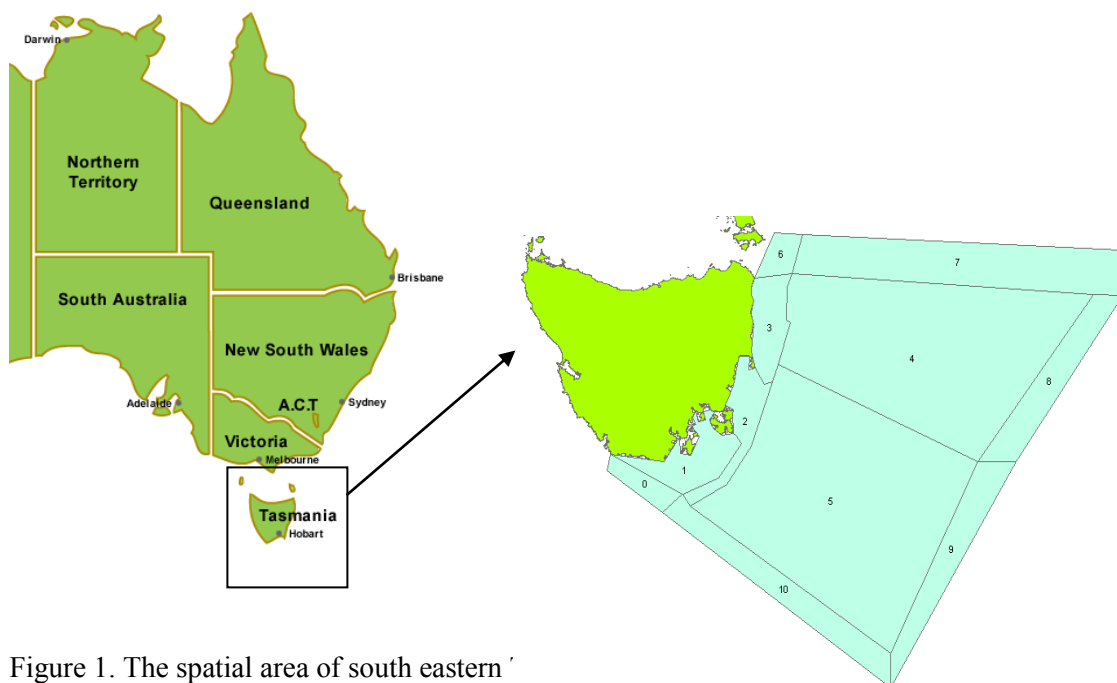 Darwin
Northern
Territory
Queensland
Brisbane
South Australia
New South Wales
Adelaide
A.C.T
Sydney
Victoria
Melbourne
Tasmania
Hobart
6
7
3
4
8
2
1
0
5
9
10
Figure 1. The spatial area of south eastern